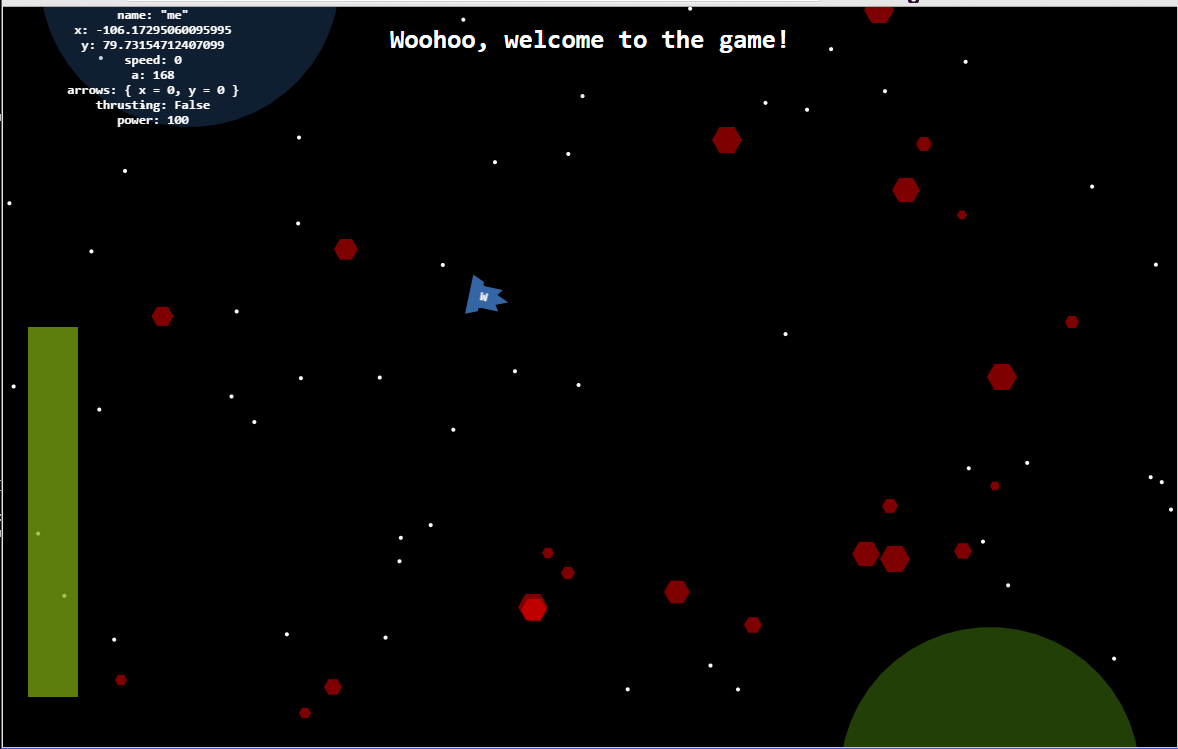 name: "me"
x: -106.17295060095995
y: 79.73154712407099
speed: 0
a: 168
arrows: { x = 0, y = 0 }
thrusting: False
power: 100
Woohoo, welcome to the game!
W